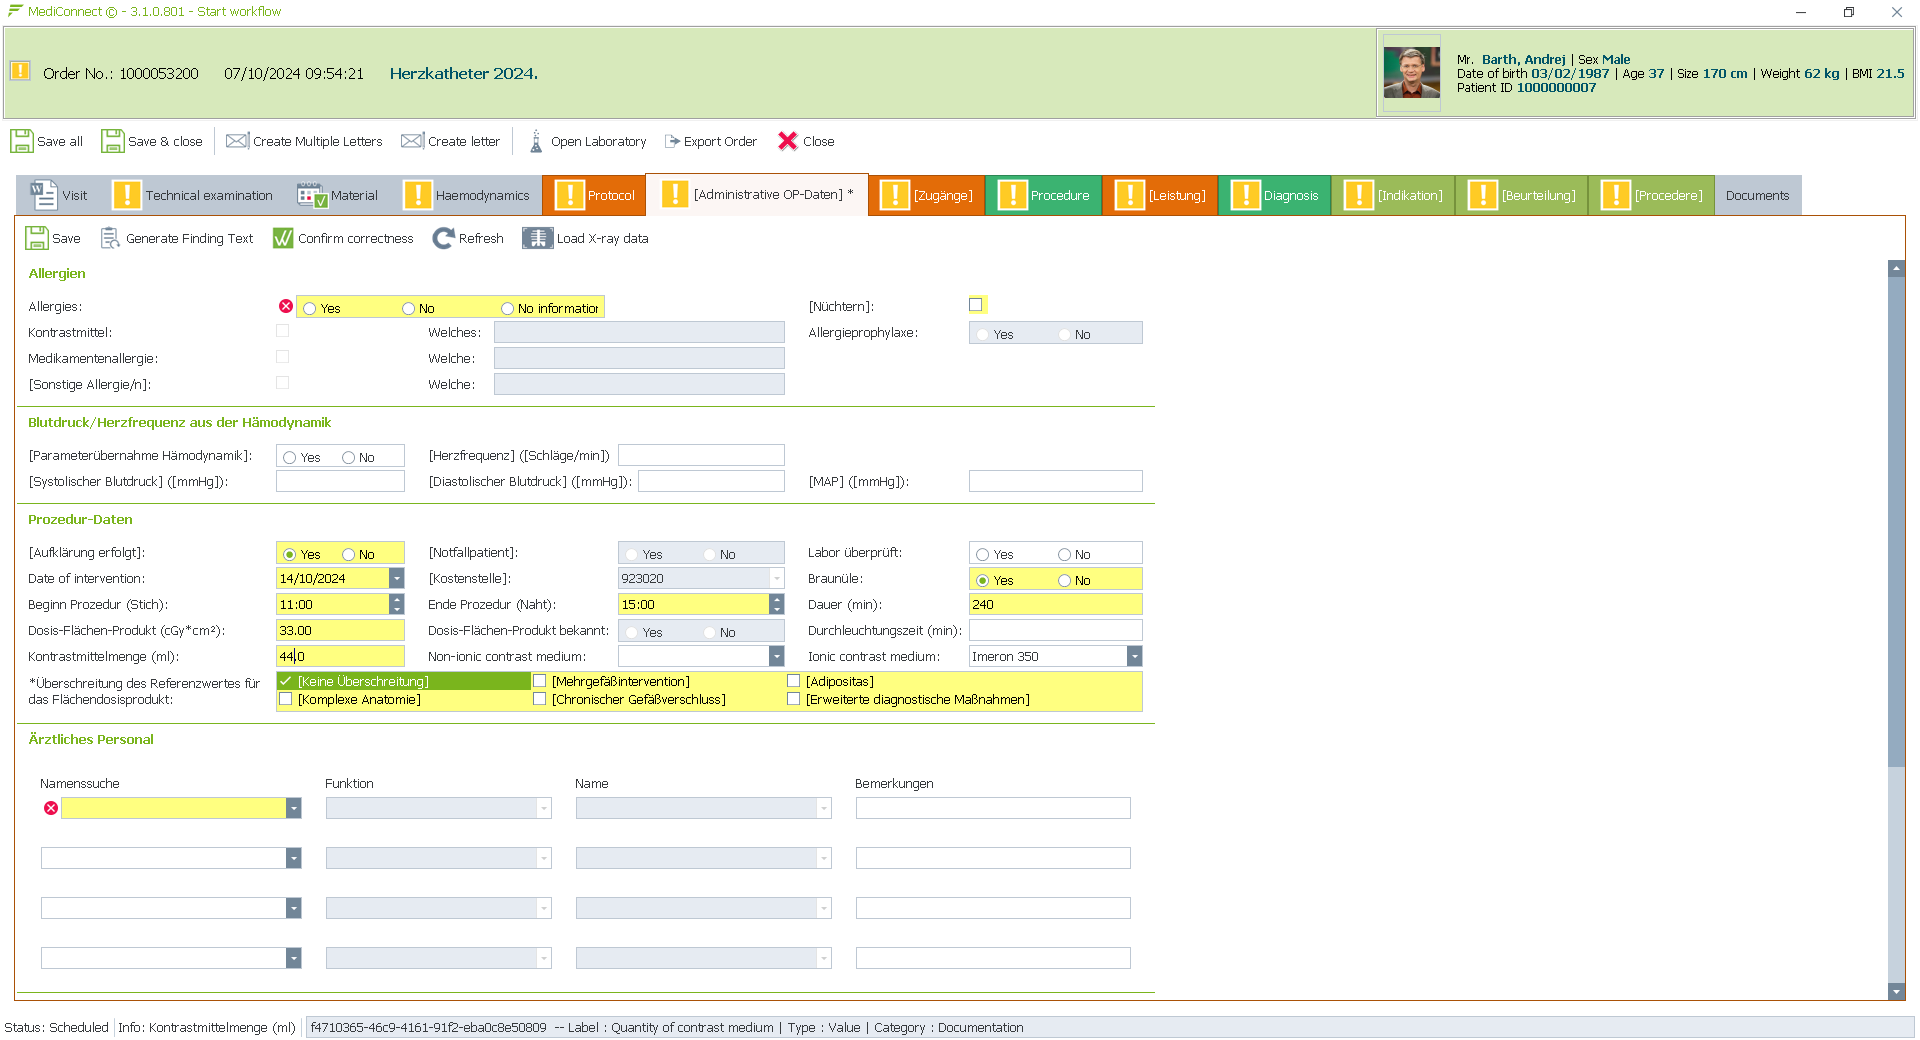 MediConnect © - 3.1.0.801 - Start workflow
Order No.: 1000053200 07/10/2024 09:54:21 Herzkatheter 2024.
Mr. Barth, Andrej | Sex Male
Date of birth 03/02/1987 | Age 37 | Size 170 cm | Weight 62 kg | BMI 21.5
Patient ID 1000000007
Save all Save & close Create Multiple Letters Create letter Open Laboratory Export Order Close
Visit Technical examination Material Haemodynamics Protocol [Administrative OP-Daten] * [Zugänge] Procedure [Leistung] Diagnosis [Indikation] [Beurteilung] [Procedere] Documents
Save Generate Finding Text Confirm correctness Refresh Load X-ray data
Allergien
Allergies: Yes No No information [Nüchtern]:
Kontrastmittel: Welches: Allergieprophylaxe: Yes No
Medikamentenallergie: Welche:
[Sonstige Allergie/n]: Welche:
Blutdruck/Herzfrequenz aus der Hämodynamik
[Parameterübernahme Hämodynamik]: Yes No [Herzfrequenz] ([Schläge/min])
[Systolischer Blutdruck] ([mmHg]): [Diastolischer Blutdruck] ([mmHg]): [MAP] ([mmHg]):
Prozedur-Daten
[Aufklärung erfolgt]: Yes No [Notfallpatient]: Yes No Labor überprüft: Yes No
Date of intervention: 14/10/2024 [Kostenstelle]: 923020 Braunüle: Yes No
Beginn Prozedur (Stich): 11:00 Ende Prozedur (Naht): 15:00 Dauer (min): 240
Dosis-Flächen-Produkt (cGy*cm²): 33.00 Dosis-Flächen-Produkt bekannt: Yes No Durchleuchtungszeit (min):
Kontrastmittelmenge (ml): 44.0 Non-ionic contrast medium: Ionic contrast medium: Imeron 350
*Überschreitung des Referenzwertes für das Flächendosisprodukt:
[Keine Überschreitung] [Mehrgefäßintervention] [Adipositas]
[Komplexe Anatomie] [Chronischer Gefäßverschluss] [Erweiterte diagnostische Maßnahmen]
Ärztliches Personal
Namenssuche Funktion Name Bemerkungen
Status: Scheduled Info: Kontrastmittelmenge (ml) f4710365-46c9-4161-91f2-eba0c8e50809 -- Label : Quantity of contrast medium | Type : Value | Category : Documentation